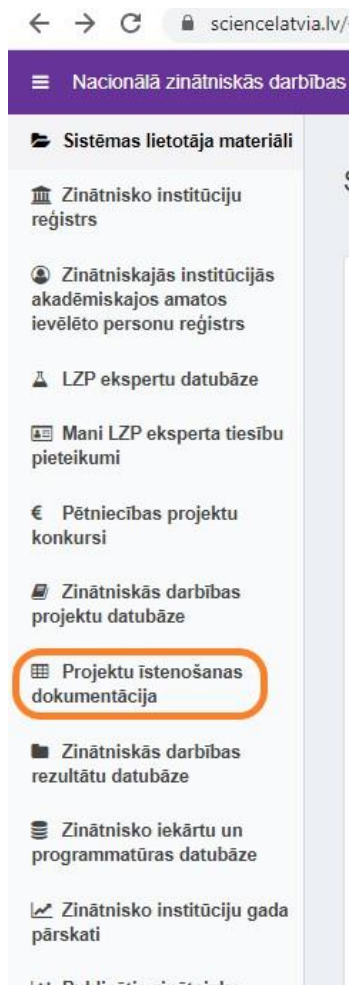 sciencelatvia.lv/
Nacionālā zinātniskās darbības
Sistēmas lietotāja materiāli
Zinātnisko institūciju
reģistrs
Zinātniskajās institūcijās
akadēmiskajos amatos
ievēlēto personu reģistrs
LZP ekspertu datubāze
Mani LZP eksperta tiesību
pieteikumi
€ Pētniecības projektu
konkursi
Zinātniskās darbības
projektu datubāze
Projektu īstenošanas
dokumentācija
Zinātniskās darbības
rezultātu datubāze
Zinātnisko iekārtu un
programmatūras datubāze
Zinātnisko institūciju gada
pārskati